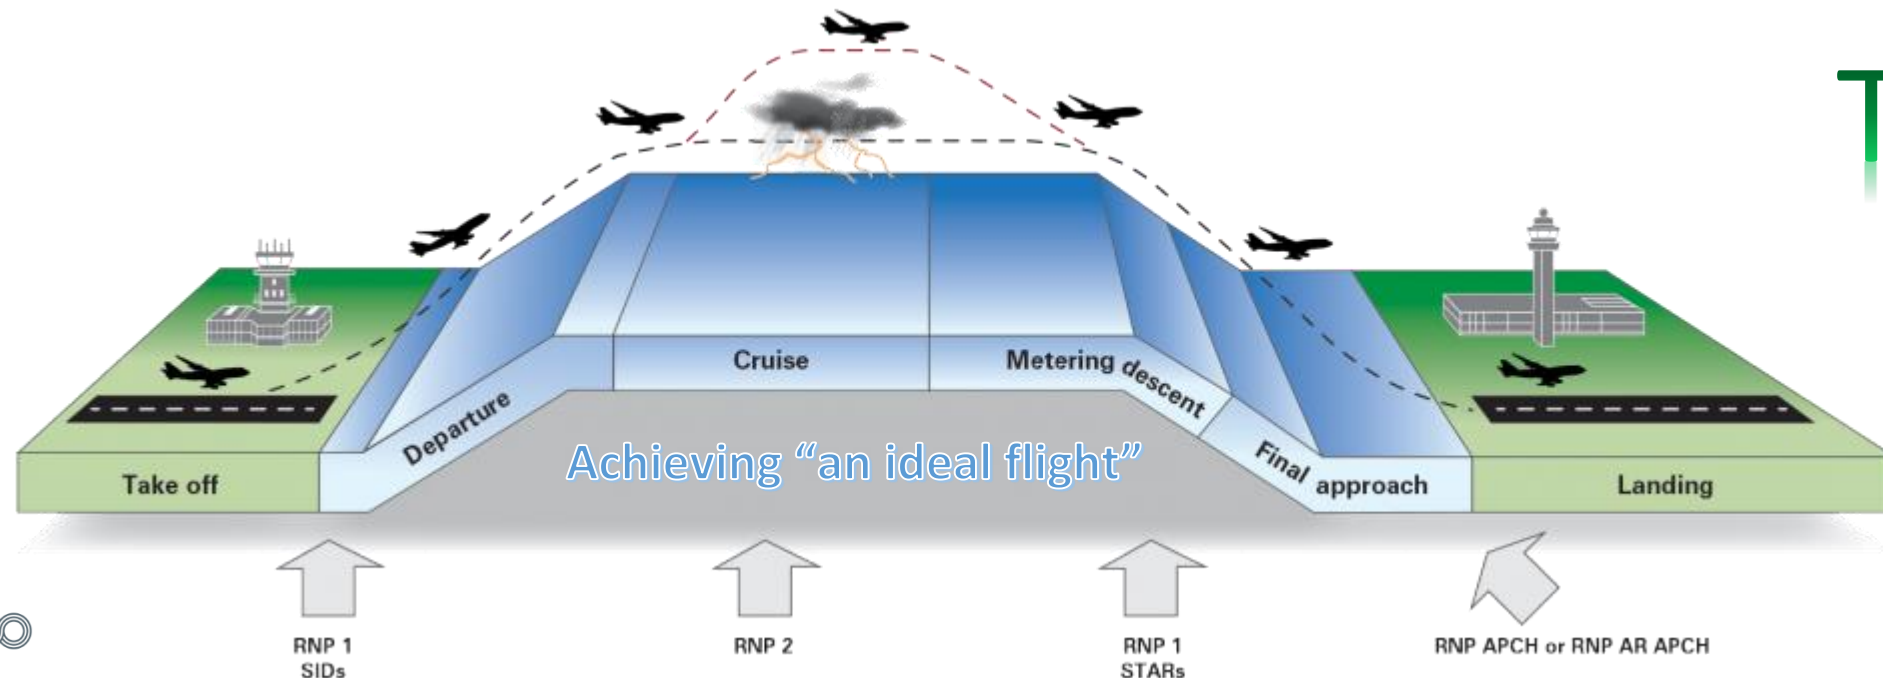 T
Cruise
Metering descent
Departure
Achieving “an ideal flight”
Final approach
Take off
Landing
RNP 1
SIDs
RNP 2
RNP 1
STARs
RNP APCH or RNP AR APCH